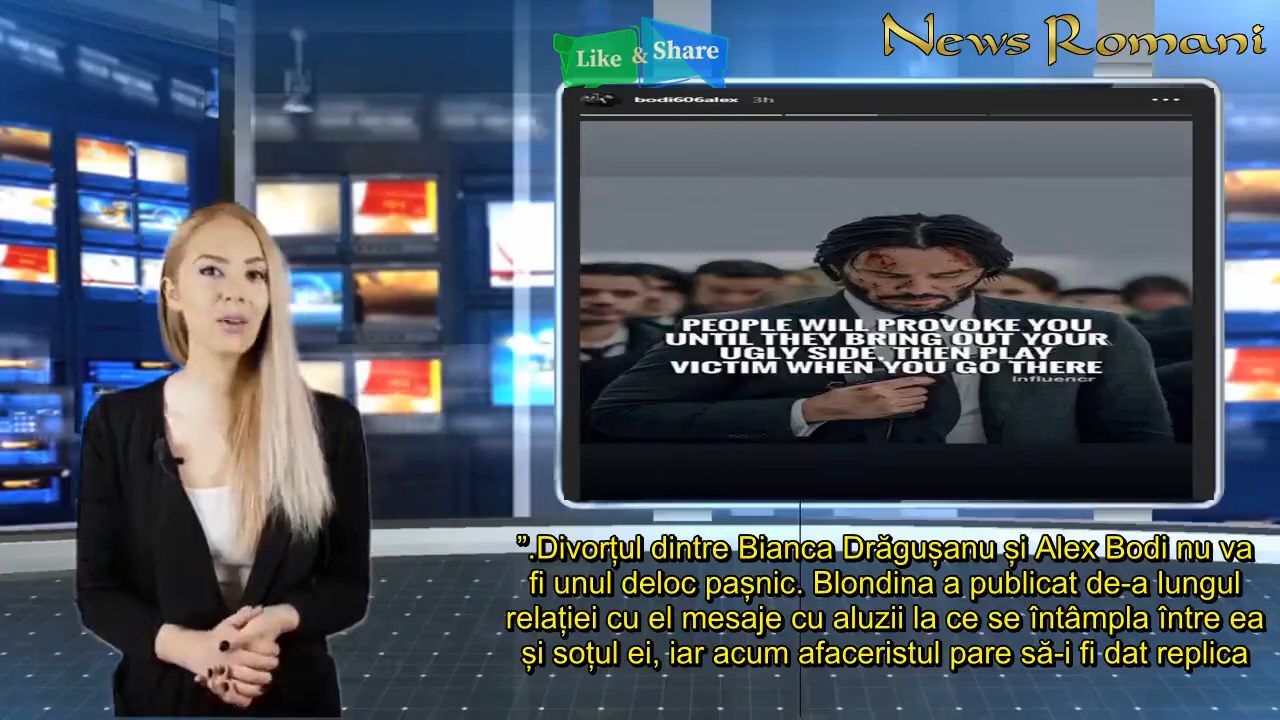 News Romani
Like & Share
bodi606alex 3h
PEOPLE WILL PROVOKE YOU
UNTIL THEY BRING OUT YOUR
UGLY SIDE. THEN PLAY
VICTIM WHEN YOU GO THERE
Influencr
”.Divorțul dintre Bianca Drăgușanu și Alex Bodi nu va
fi unul deloc pașnic. Blondina a publicat de-a lungul
relației cu el mesaje cu aluzii la ce se întâmpla între ea
și soțul ei, iar acum afaceristul pare să-i fi dat replica